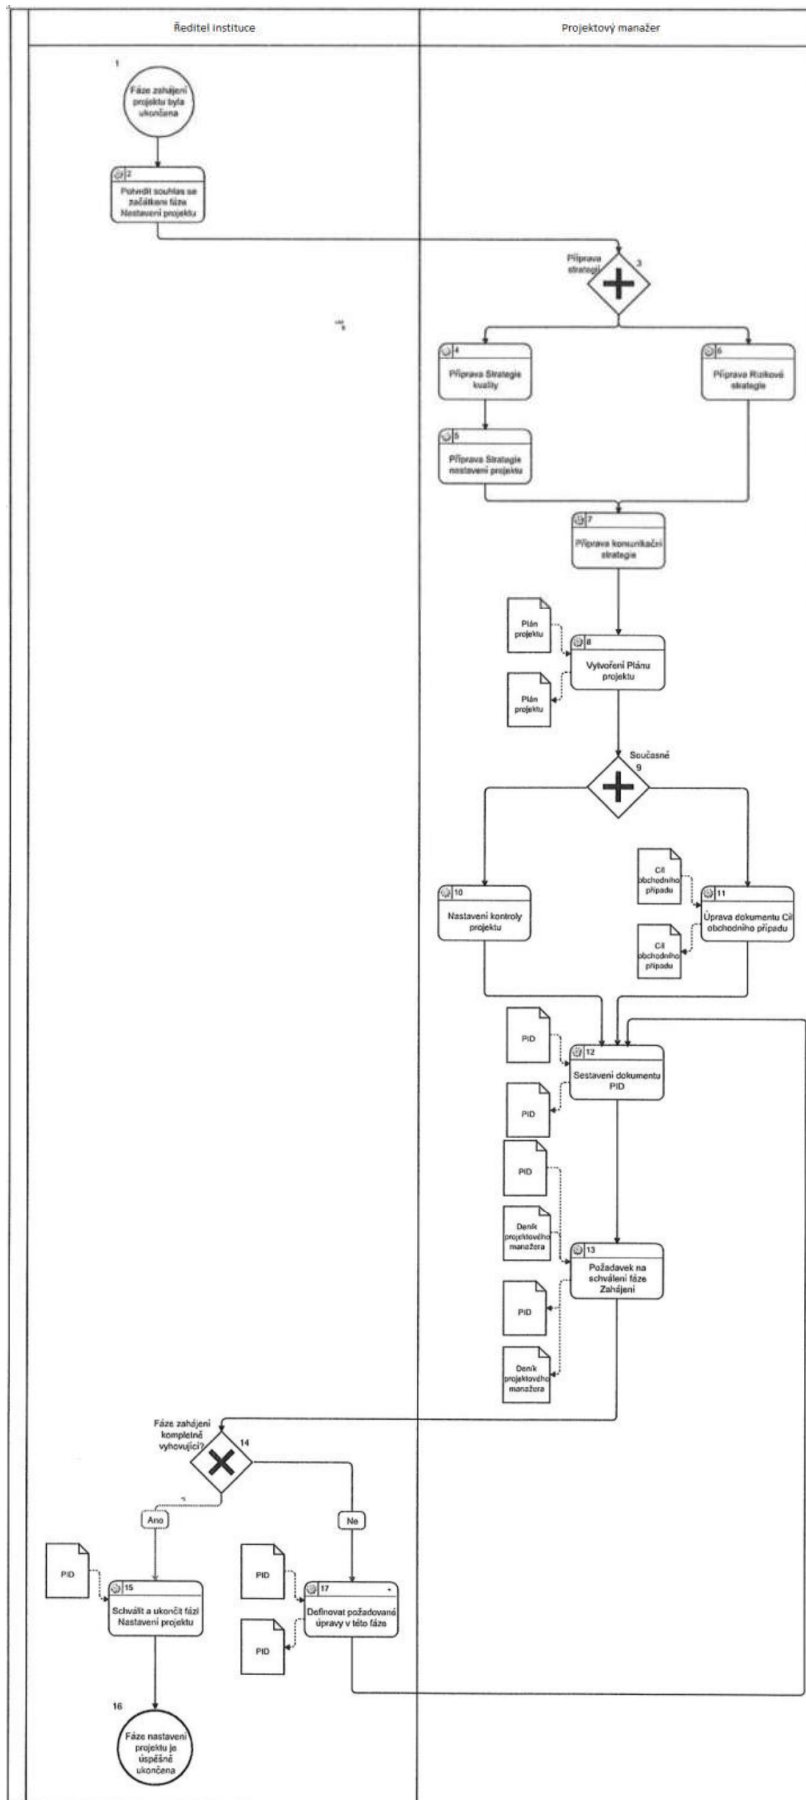 Ředitel instituce
Projektový manažer
1
Fáze zahájení
projektu byla
ukončena
2
Potvrdit souhlas se
začátkem fáze
Nastavení projektu
Příprava
strategií
3
4
Příprava Strategie
kvality
6
Příprava Rizikové
strategie
5
Příprava Strategie
nastavení projektu
7
Příprava komunikační
strategie
Plán
projektu
8
Vytvoření Plánu
projektu
Plán
projektu
Současně
9
10
Nastavení kontroly
projektu
Cíl
obchodního
případu
11
Úprava dokumentu Cíl
obchodního případu
Cíl
obchodního
případu
PID
12
Sestavení dokumentu
PID
PID
PID
Deník
projektového
manažera
13
Požadavek na
schválení fáze
Zahájení
PID
Deník
projektového
manažera
Fáze zahájení
kompletně
vyhovující?
14
Ano
Ne
PID
15
Schválit a ukončit fázi
Nastavení projektu
PID
17
Definovat požadované
úpravy v této fáze
PID
16
Fáze nastavení
projektu je
úspěšně
ukončena